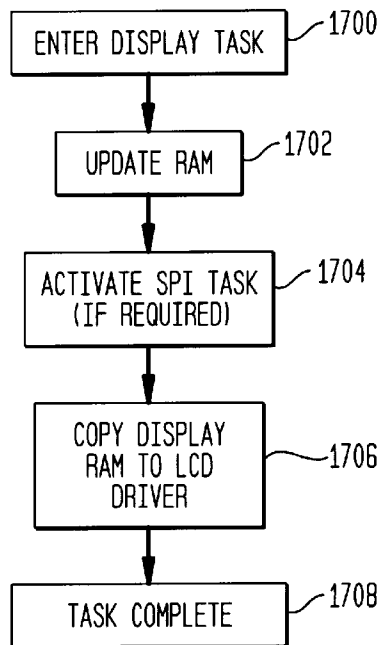 ENTER DISPLAY TASK
1700
UPDATE RAM
1702
ACTIVATE SPI TASK
(IF REQUIRED)
1704
COPY DISPLAY
RAM TO LCD
DRIVER
1706
TASK COMPLETE
1708